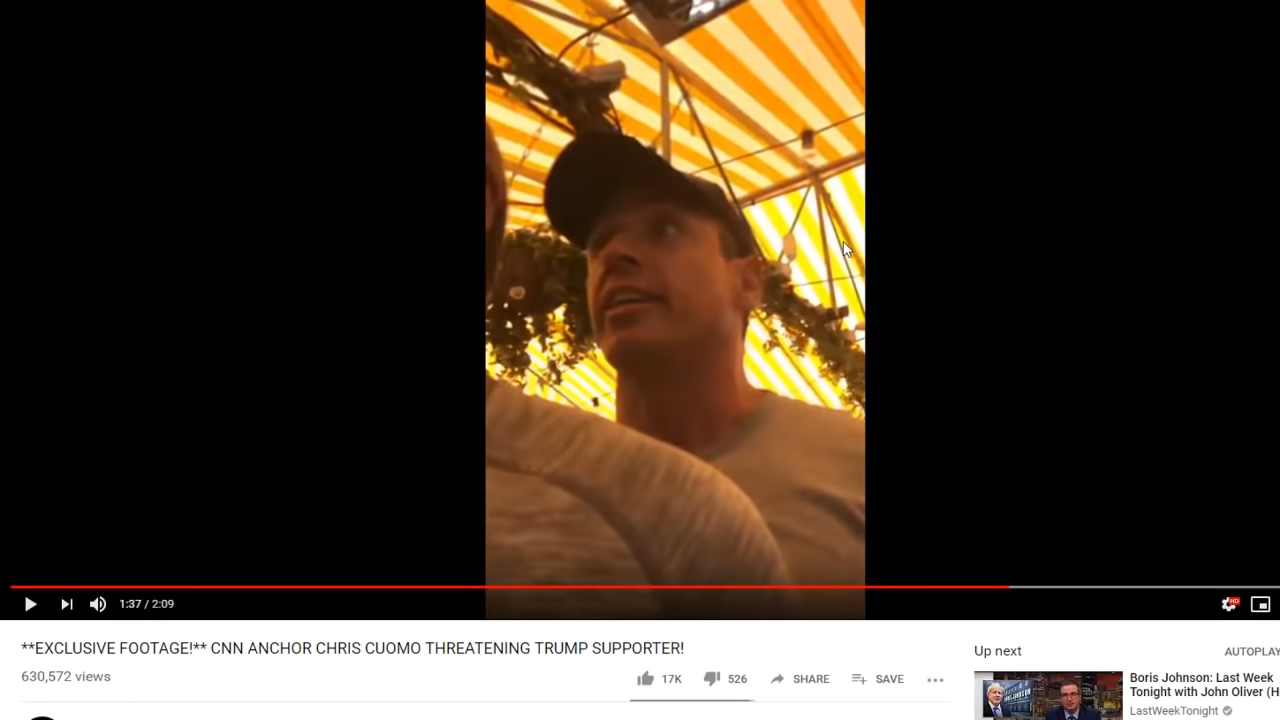 1:37 / 2:09
HD
**EXCLUSIVE FOOTAGE!** CNN ANCHOR CHRIS CUOMO THREATENING TRUMP SUPPORTER!
630,572 views
17K
526
SHARE
SAVE
Up next
AUTOPLAY
Boris Johnson: Last Week
Tonight with John Oliver (H
LastWeekTonight